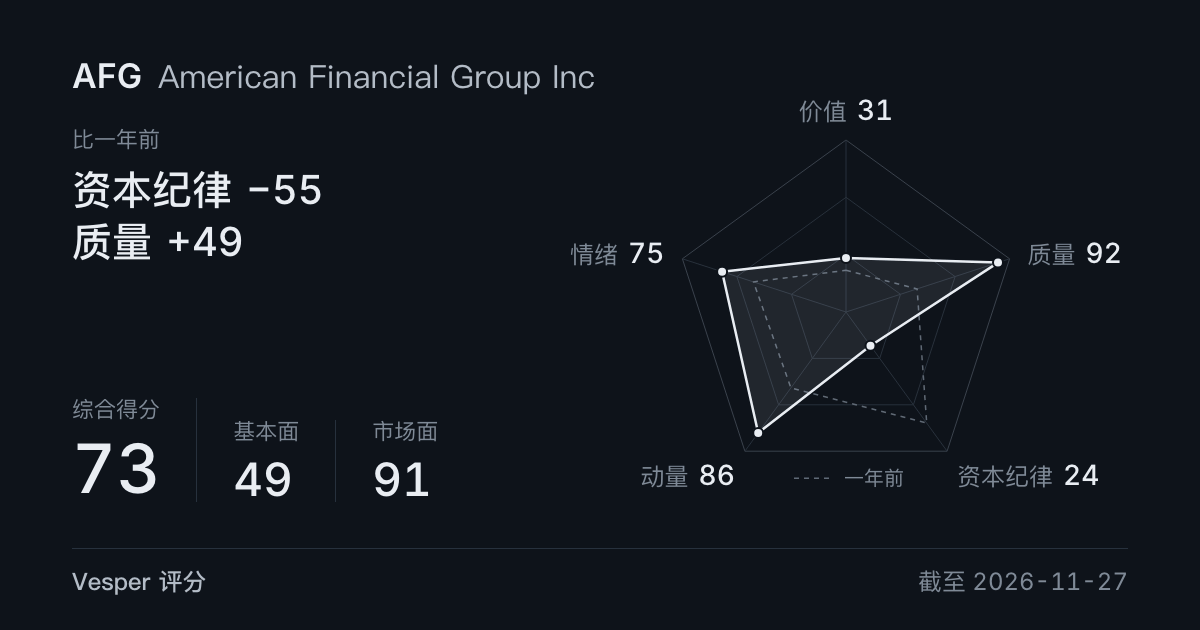 AFG American Financial Group Inc
比一年前
资本纪律 −55
质量 +49
综合得分
73
基本面
49
市场面
91
价值 31
质量 92
情绪 75
动量 86
一年前
资本纪律 24
Vesper 评分
截至 2026-11-27